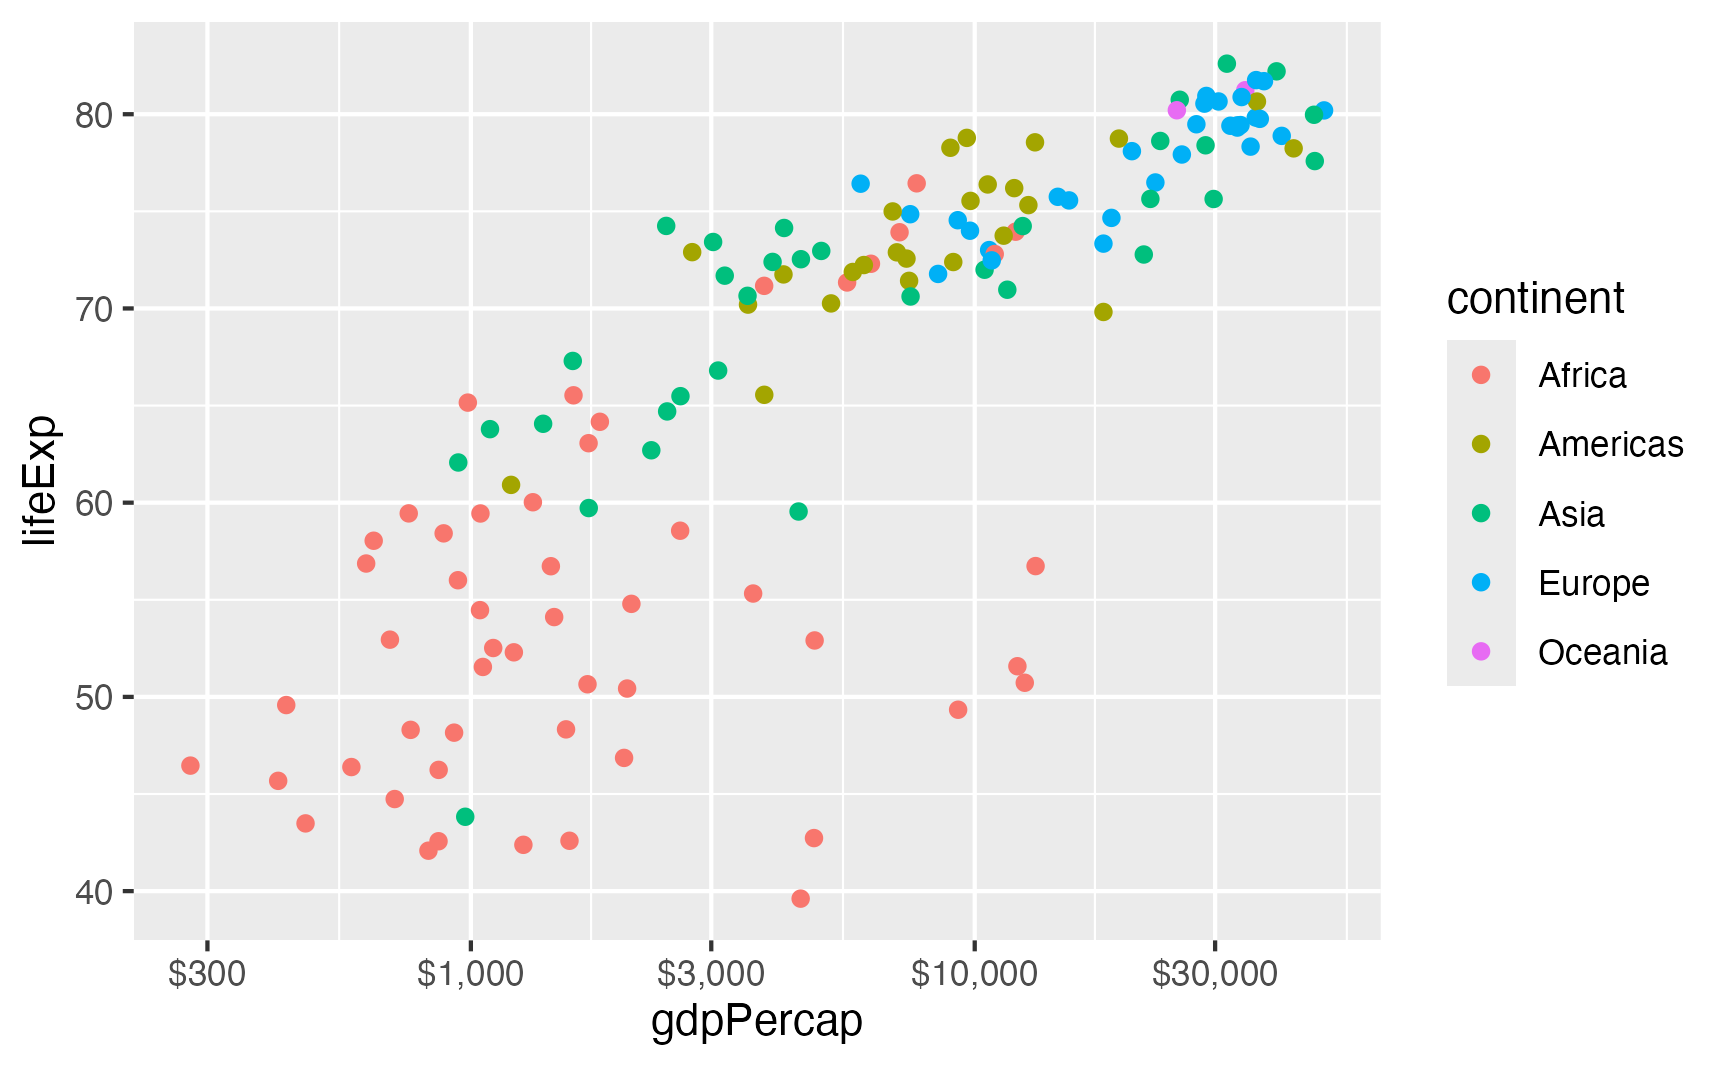 lifeExp
80
70
60
50
40
$300
$1,000
$3,000
$10,000
$30,000
gdpPercap
continent
Africa
Americas
Asia
Europe
Oceania